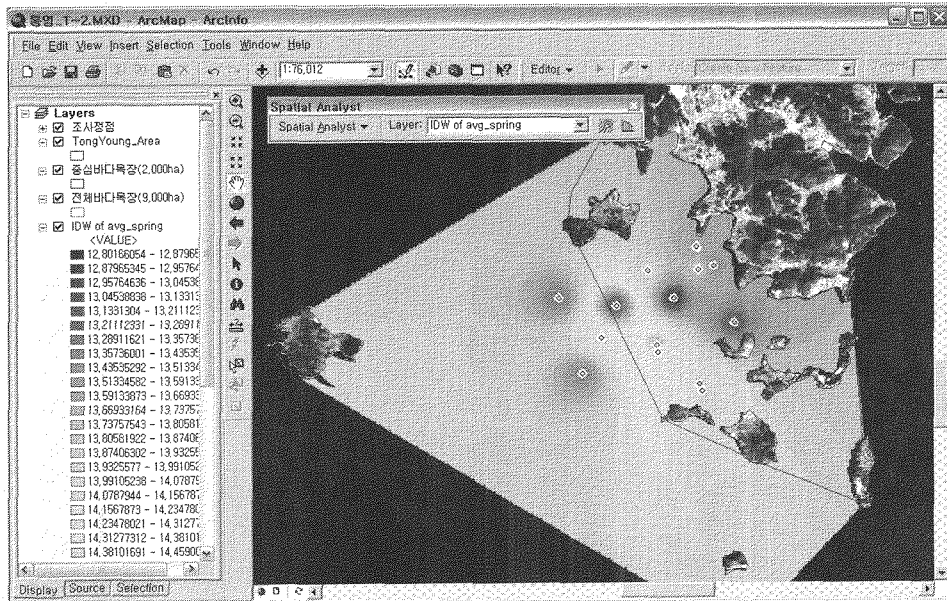 통영_T-2.MXD - ArcMap - ArcInfo
File Edit View Insert Selection Tools Window Help
1:76,012
Editor
Spatial Analyst
Spatial Analyst
Layer: IDW of avg_spring
Layers
조사정점
TongYoung_Area
중심바다목장(2,000ha)
전체바다목장(9,000ha)
IDW of avg_spring
<VALUE>
12,80166054 - 12,87965
12,87965345 - 12,95764
12,95764636 - 13,04538
13,04538838 - 13,13313
13,1331304 - 13,21112
13,21112931 - 13,28911
13,28911621 - 13,35736
13,35736001 - 13,43535
13,43535292 - 13,51334
13,51334582 - 13,59133
13,59133873 - 13,66933
13,66933164 - 13,73757
13,73757543 - 13,80581
13,80581922 - 13,87406
13,87406302 - 13,93255
13,9325577 - 13,99105
13,99105238 - 14,07875
14,0787944 - 14,15678
14,1567873 - 14,23478
14,23478021 - 14,31277
14,31277312 - 14,38101
14,38101691 - 14,45900
Display Source Selection